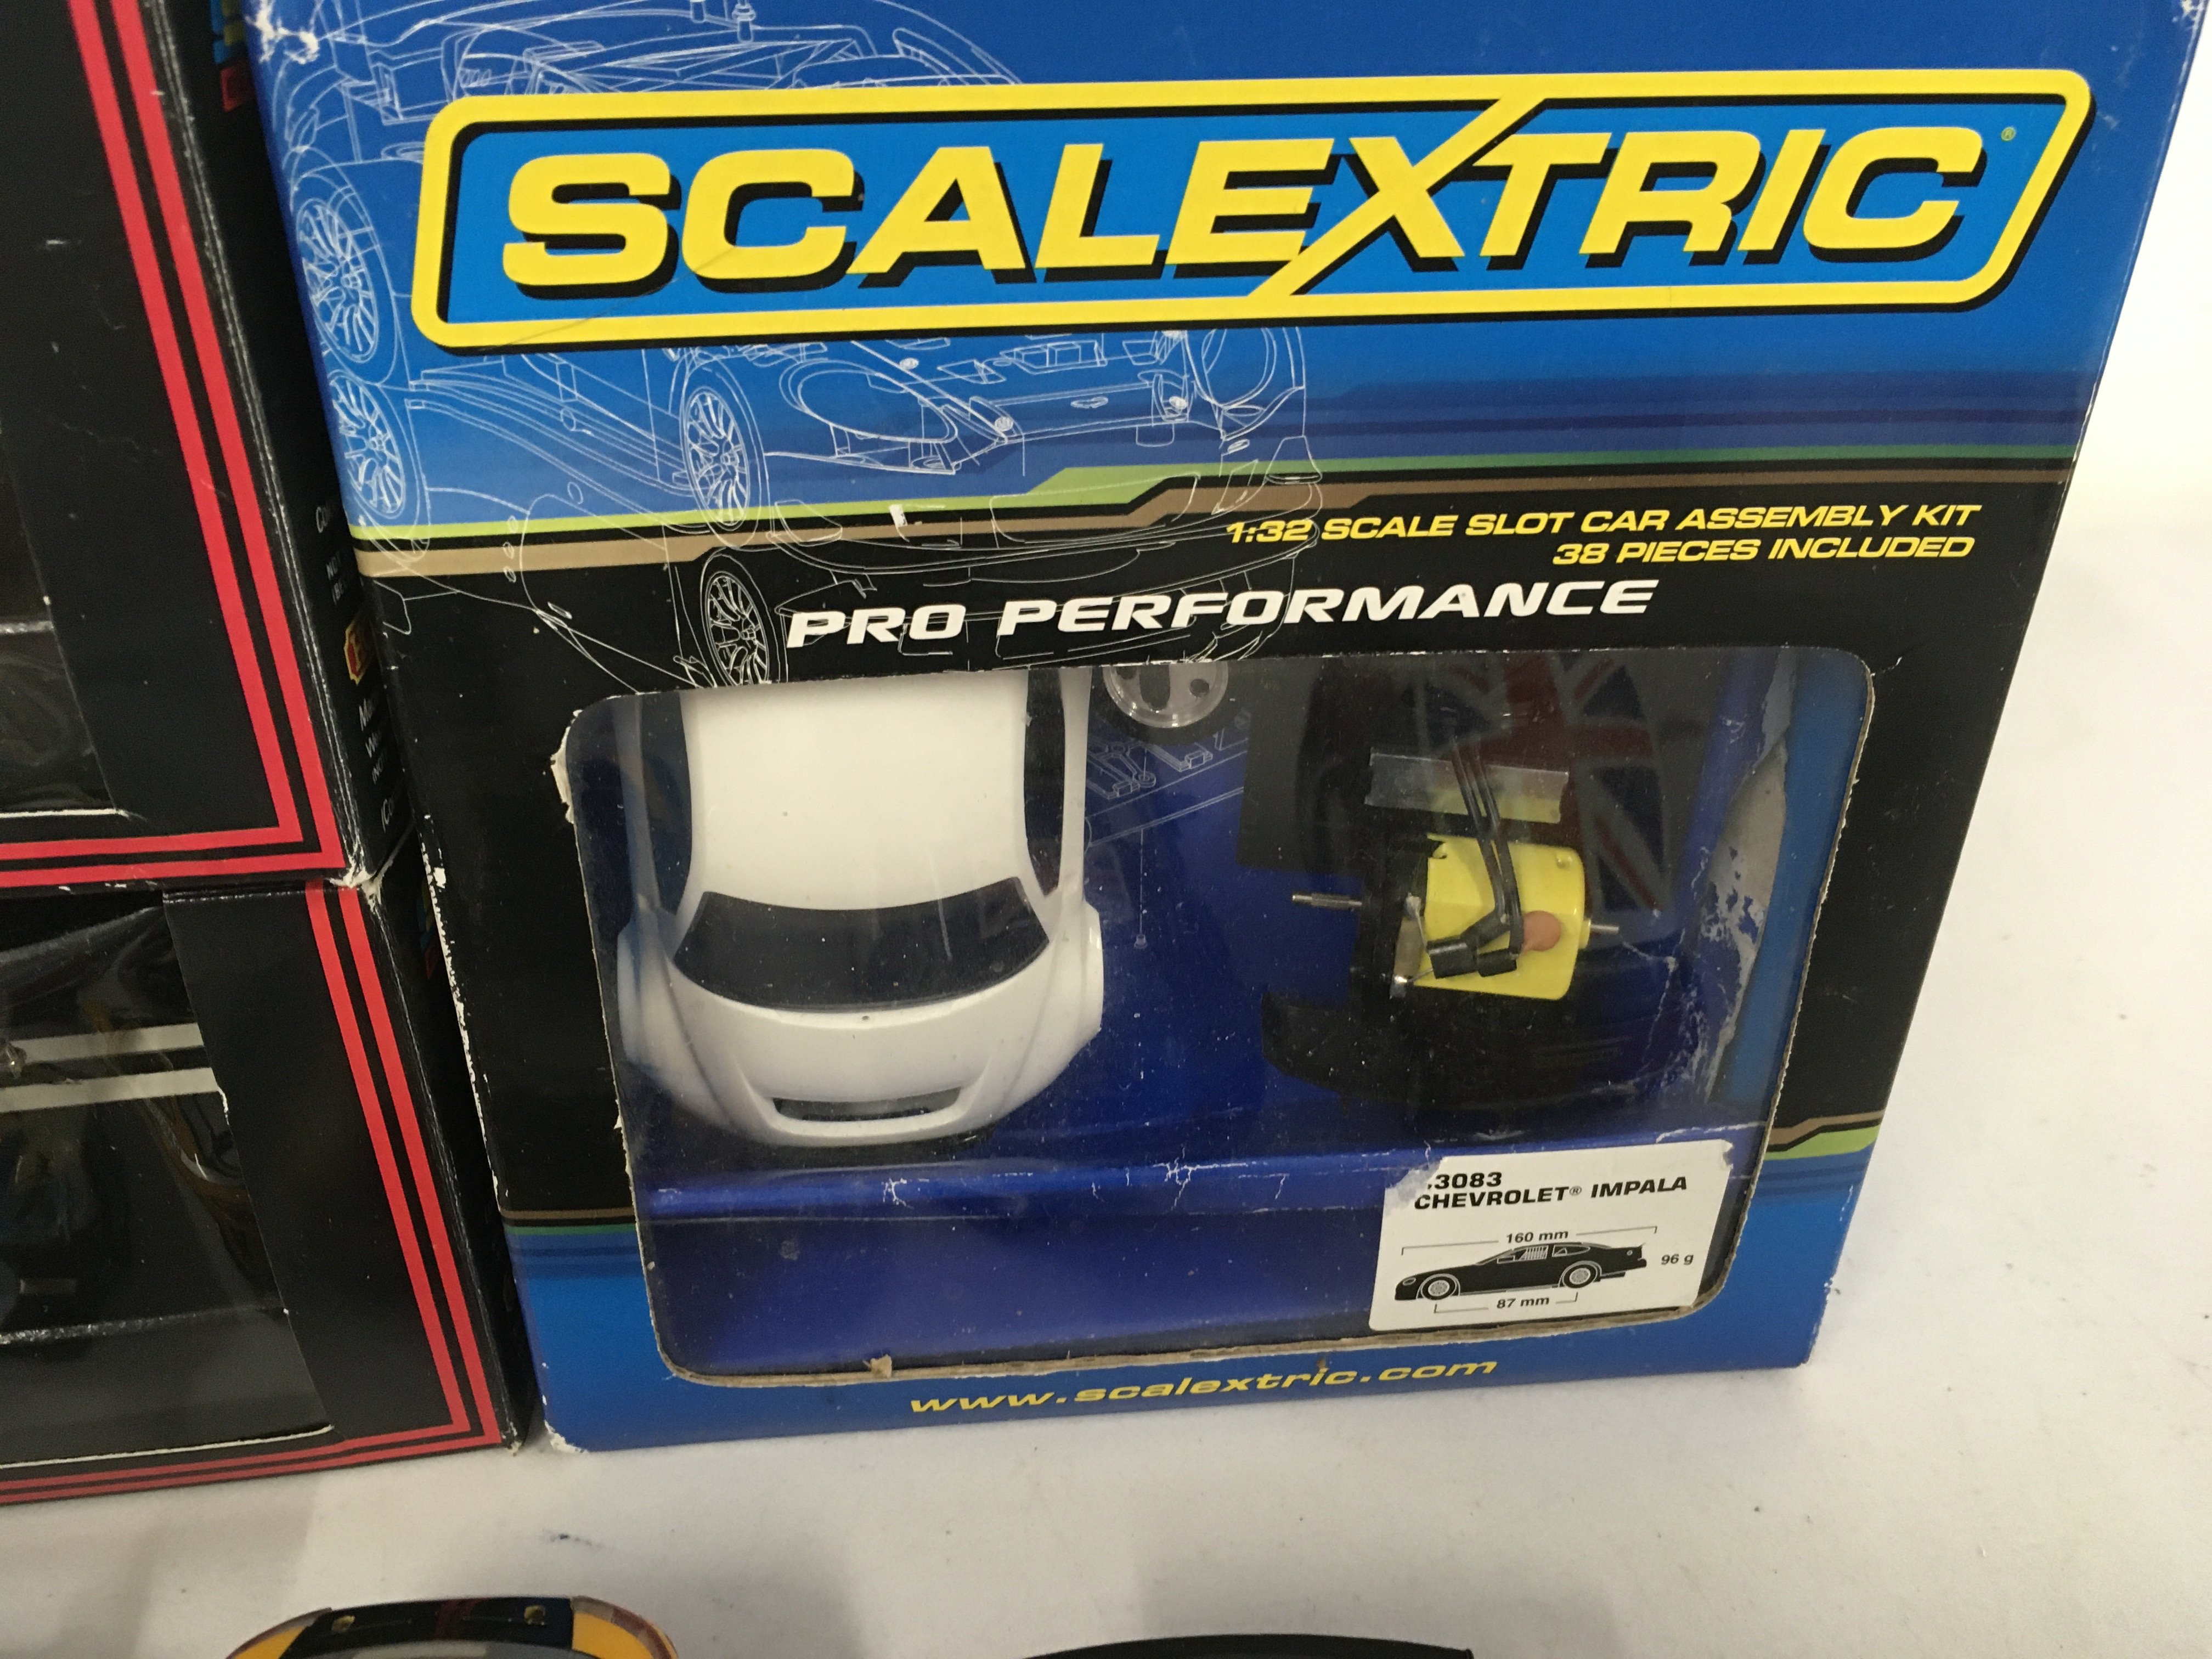 SCALEXTRIC®
1:32 SCALE SLOT CAR ASSEMBLY KIT
38 PIECES INCLUDED
PRO PERFORMANCE
3083
CHEVROLET® IMPALA
160 mm
96 g
87 mm
www.scalextric.com